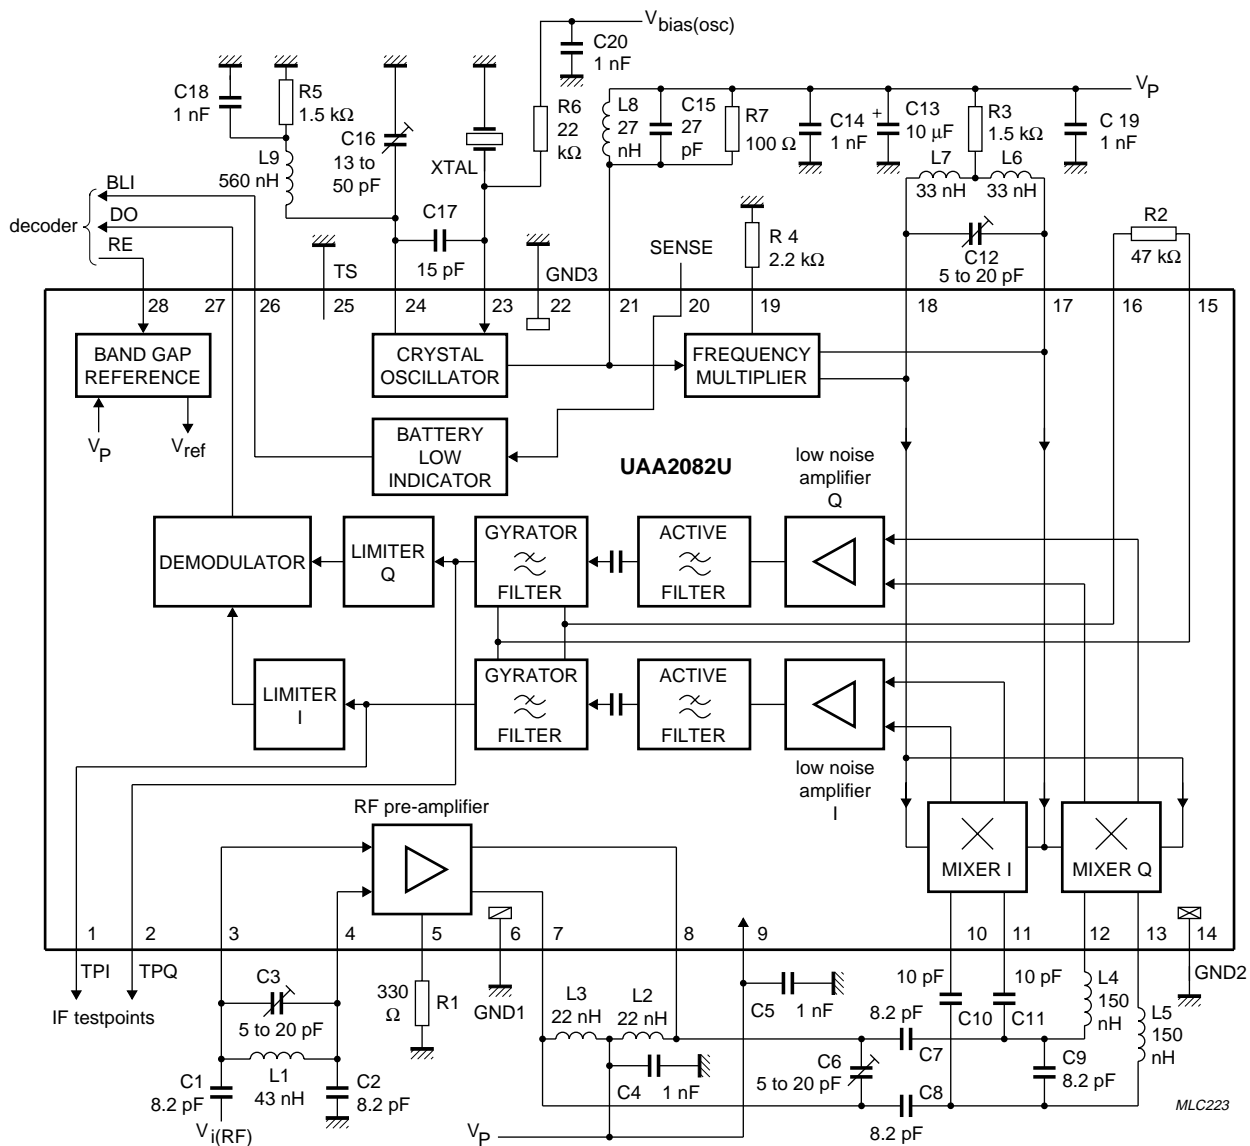 V bias(osc)
C20
1 nF
C18
1 nF
R5
1.5 kΩ
C16
13 to
50 pF
XTAL
R6
22
kΩ
L8
27
nH
C15
27
pF
R7
100 Ω
C14
1 nF
+
C13
10 µF
R3
1.5 kΩ
C 19
1 nF
VP
L9
560 nH
L7
33 nH
L6
33 nH
BLI
decoder
DO
RE
C17
15 pF
TS
GND3
SENSE
R 4
2.2 kΩ
C12
5 to 20 pF
R2
47 kΩ
28
27
26
25
24
23
22
21
20
19
18
17
16
15
BAND GAP
REFERENCE
CRYSTAL
OSCILLATOR
FREQUENCY
MULTIPLIER
VP
Vref
BATTERY
LOW
INDICATOR
UAA2082U
low noise
amplifier
Q
DEMODULATOR
LIMITER
Q
GYRATOR
FILTER
ACTIVE
FILTER
LIMITER
I
GYRATOR
FILTER
ACTIVE
FILTER
low noise
amplifier
I
RF pre-amplifier
MIXER I
MIXER Q
1
2
3
4
5
6
7
8
9
10
11
12
13
14
TPI
TPQ
IF testpoints
C3
5 to 20 pF
L1
43 nH
C1
8.2 pF
C2
8.2 pF
Vi(RF)
330
Ω
R1
GND1
L3
22 nH
L2
22 nH
C4
1 nF
VP
C5
1 nF
C6
5 to 20 pF
8.2 pF
C7
C8
8.2 pF
10 pF
C10
10 pF
C11
L4
150
nH
L5
150
nH
C9
8.2 pF
GND2
MLC223